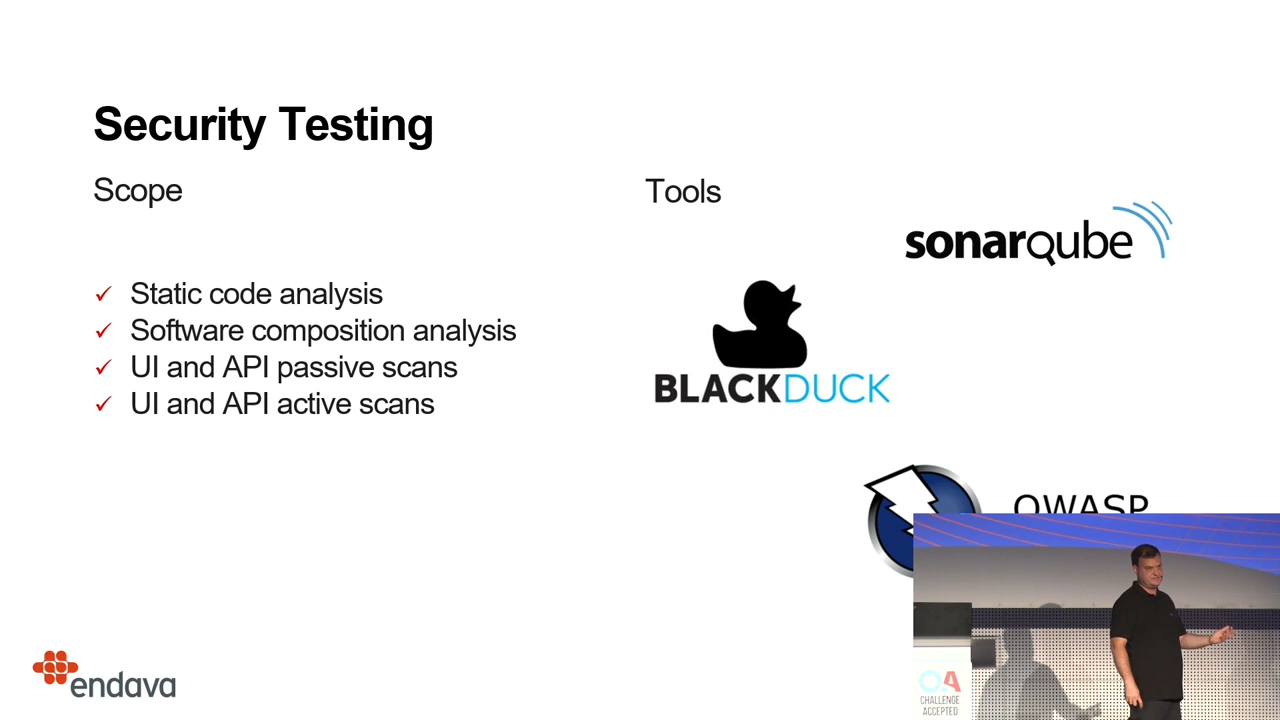 Security Testing
Scope
Static code analysis
Software composition analysis
UI and API passive scans
UI and API active scans
Tools
sonarqube
BLACKDUCK
OWASP
endava
QA
CHALLENGE
ACCEPTED